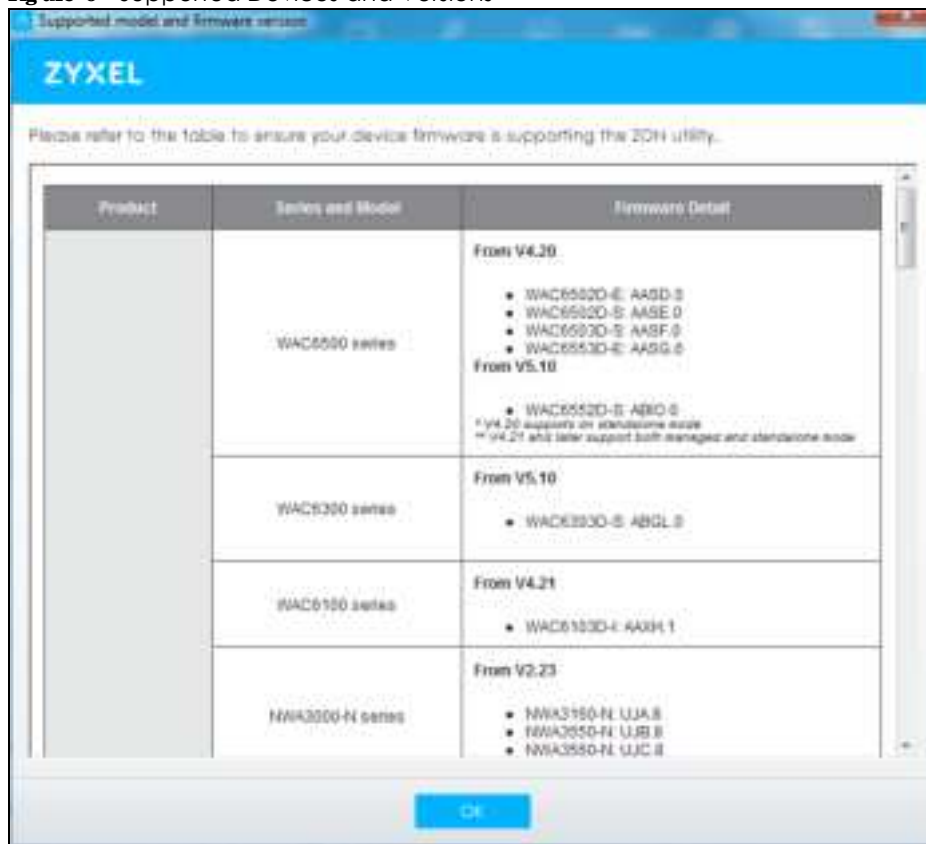 Supported Devices and Versions
Supported model and firmware version
ZYXEL
Please refer to the table to ensure your device firmware is supporting the ZON utility.
Product
Series and Model
Firmware Detail
WAC6500 series
From V4.20
• WAC6502D-E: AASD.0
• WAC6502D-S: AASE.0
• WAC6503D-S: AASF.0
• WAC6553D-E: AASG.0
From V5.10
• WAC6552D-S: ABIO.0
* V4.20 supports on standalone mode
** V4.21 and later support both managed and standalone mode
WAC6300 series
From V5.10
• WAC6303D-S: ABGL.0
WAC6100 series
From V4.21
• WAC6103D-I: AAXH.1
NWA3000-N series
From V2.23
• NWA3160-N: UJA.8
• NWA3550-N: UJB.8
• NWA3560-N: UJC.8
OK